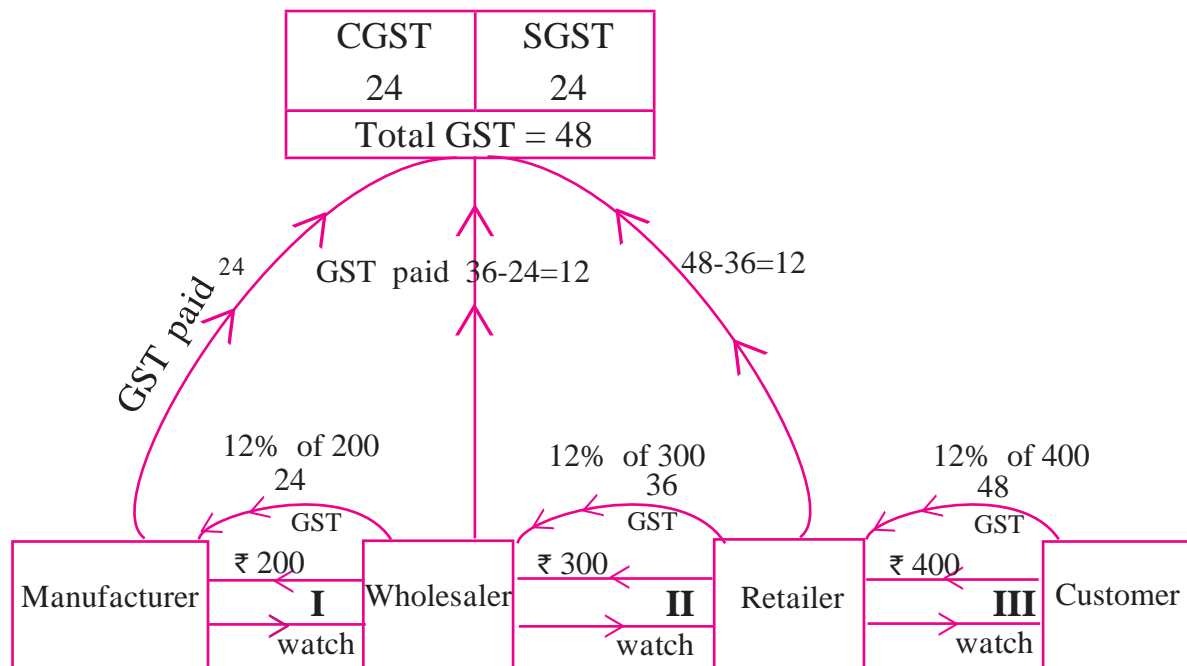 CGST SGST
24 24
Total GST = 48
GST paid 24
GST paid 36-24=12
48-36=12
12% of 200
24
GST
12% of 300
36
GST
12% of 400
48
GST
₹ 200
₹ 300
₹ 400
Manufacturer I Wholesaler II Retailer III Customer
watch watch watch